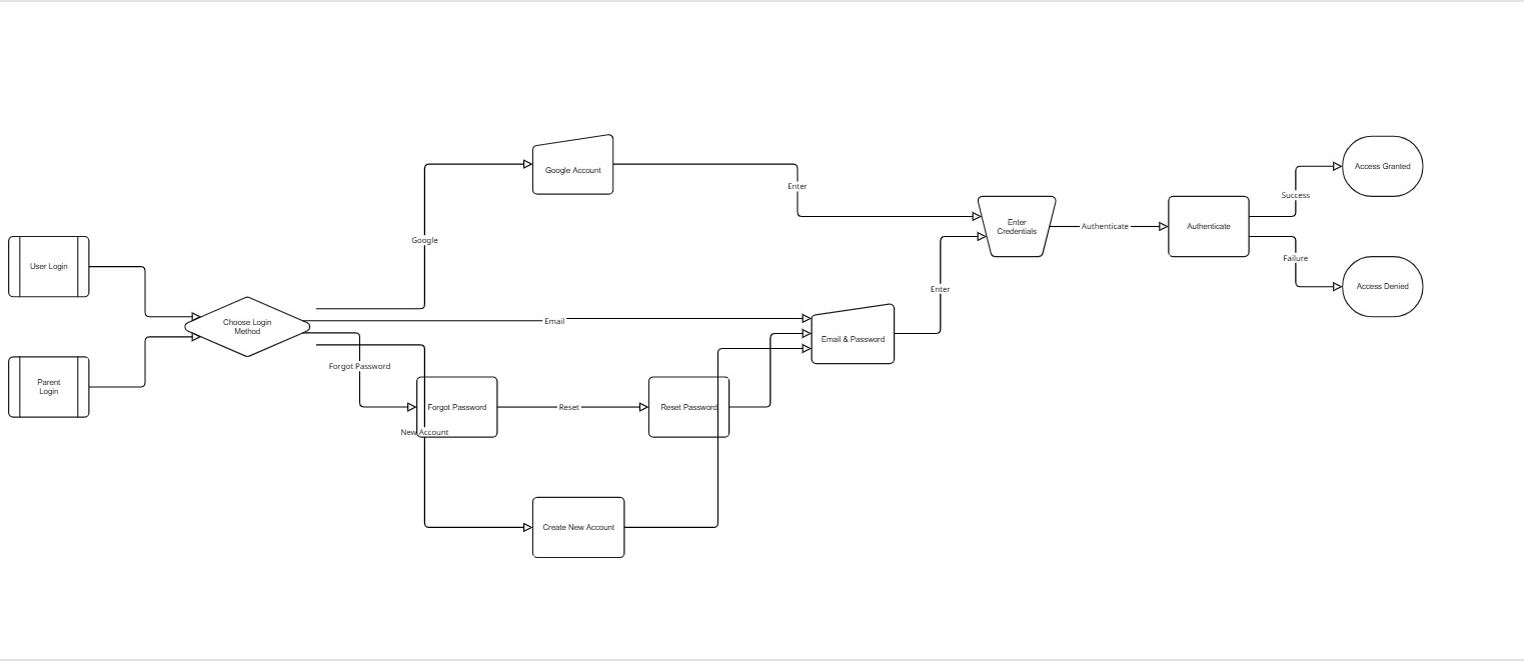 Google Account
Access Granted
Enter
Success
Enter
Credentials
Authenticate
Authenticate
Google
User Login
Failure
Access Denied
Enter
Choose Login
Method
Email
Email & Password
Forgot Password
Parent
Login
Forgot Password
Reset
Reset Password
New Account
Create New Account